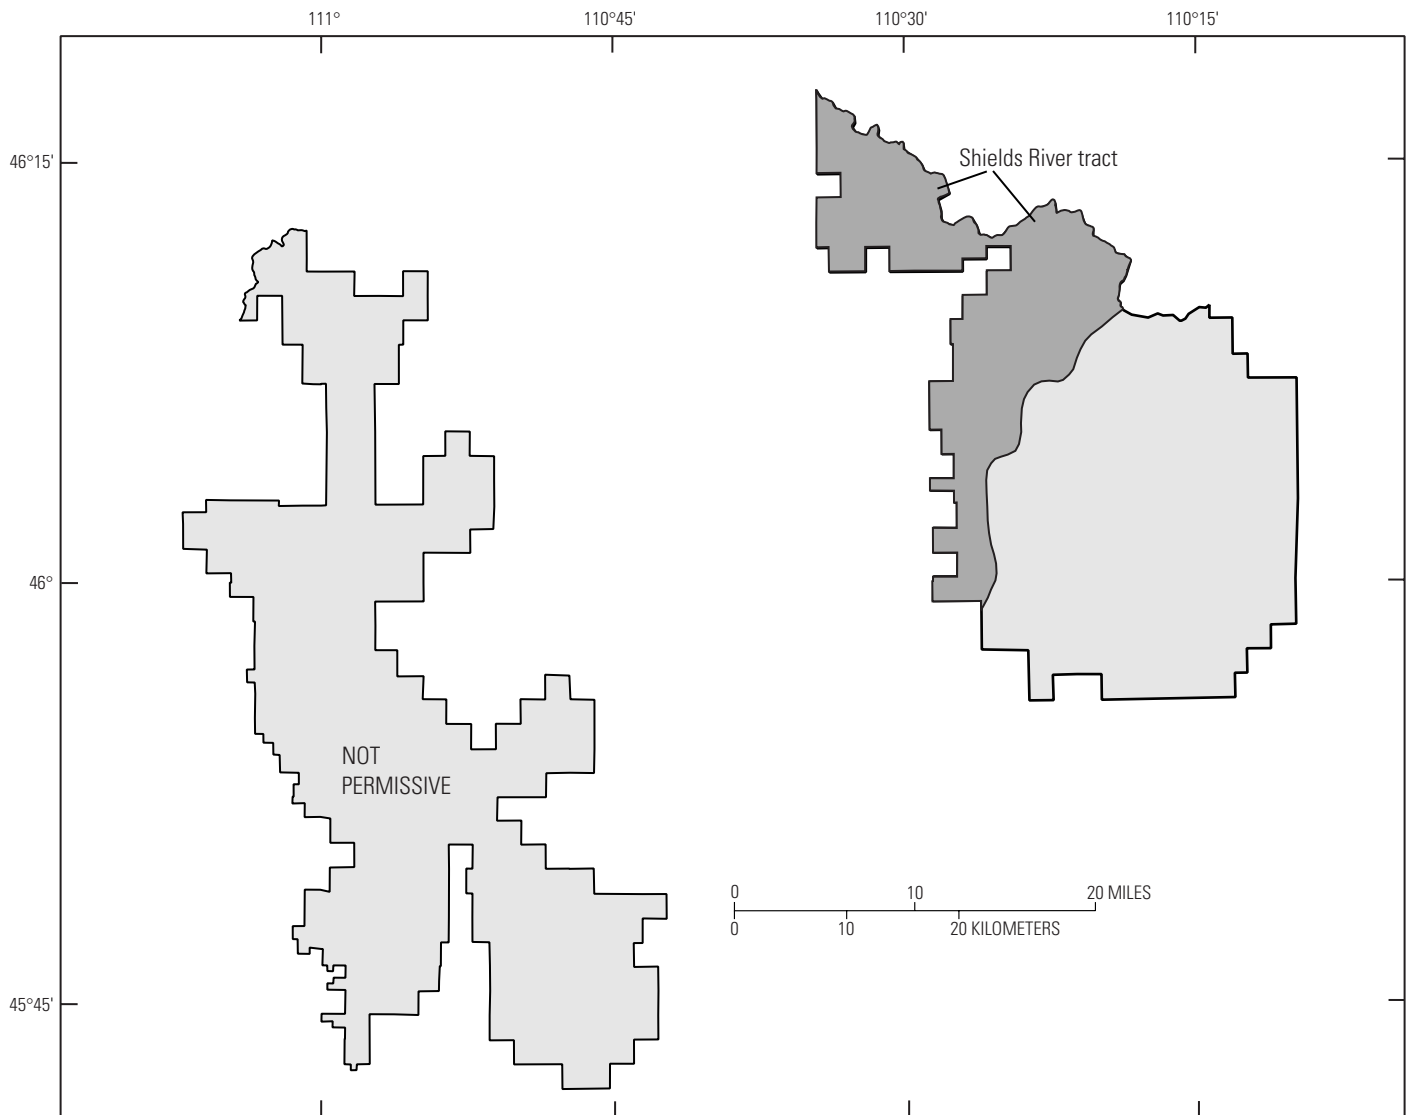 111° 110°45' 110°30' 110°15'
46°15'
Shields River tract
46°
NOT
PERMISSIVE
0 10 20 MILES
0 10 20 KILOMETERS
45°45'